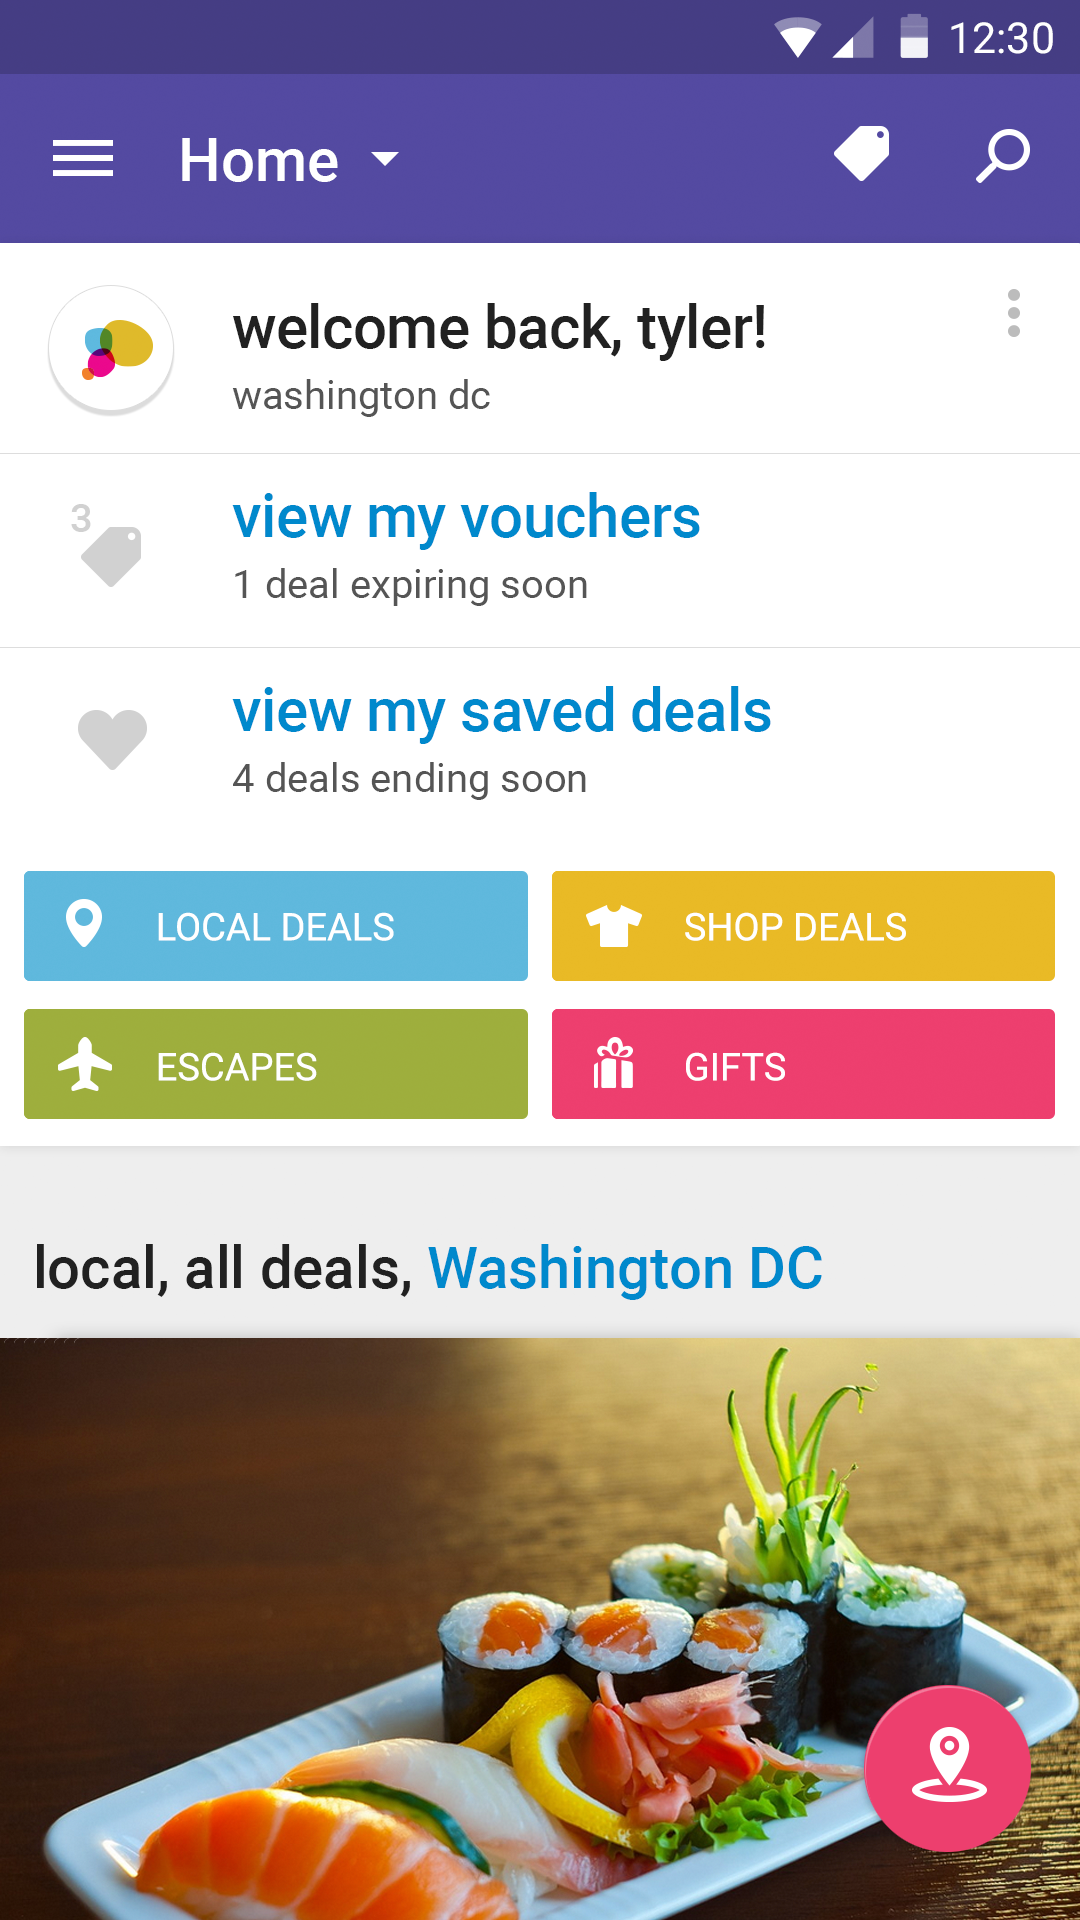 12:30
Home
welcome back, tyler!
washington dc
3
view my vouchers
1 deal expiring soon
view my saved deals
4 deals ending soon
LOCAL DEALS
SHOP DEALS
ESCAPES
GIFTS
local, all deals, Washington DC